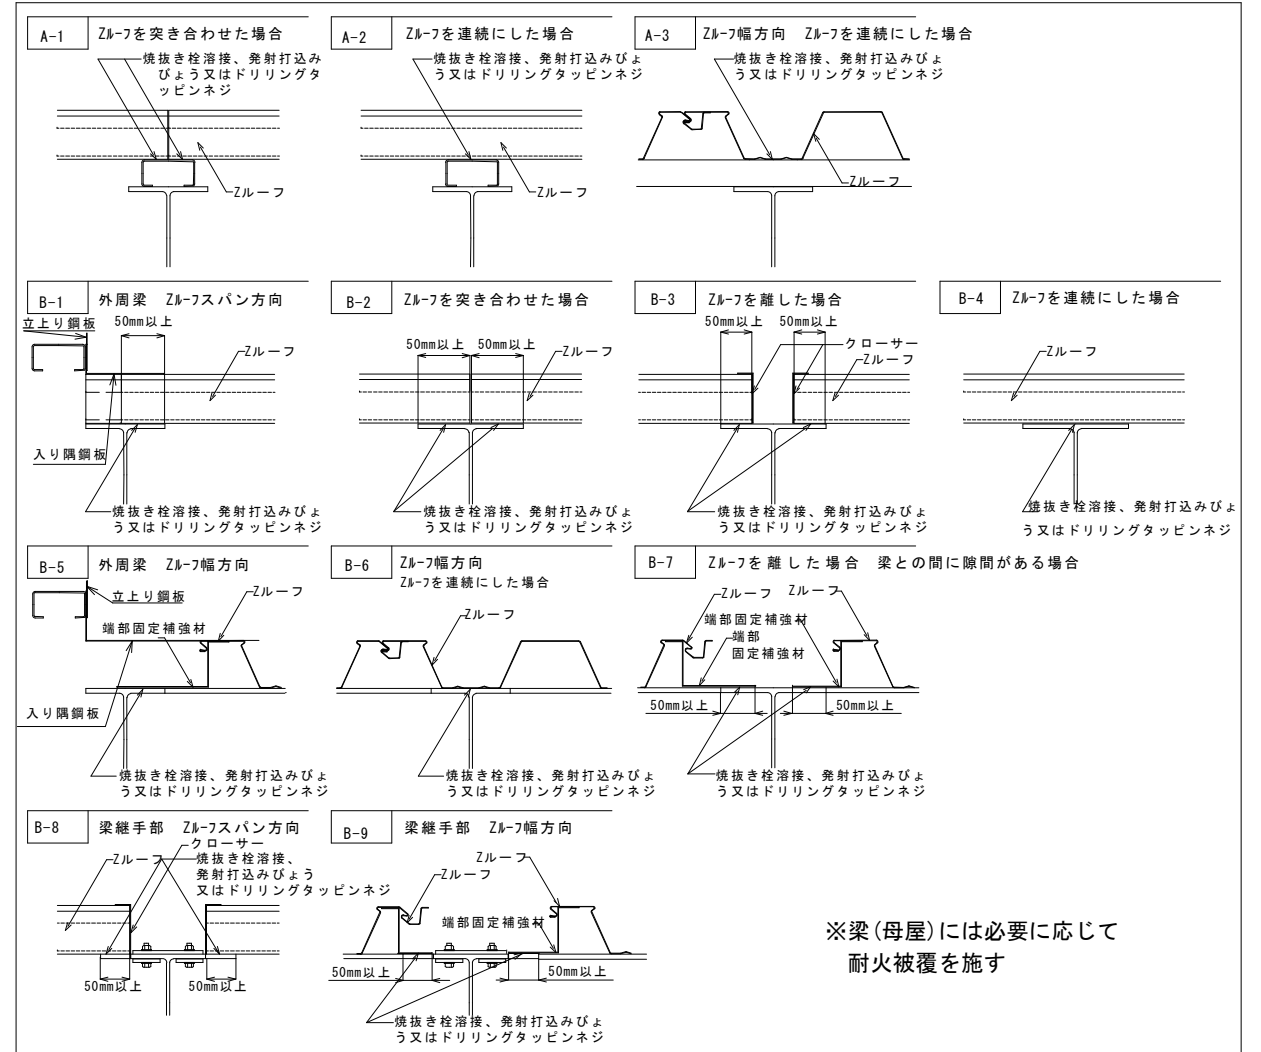 A-1 Zﾙｰﾌを突き合わせた場合
焼抜き栓溶接、発射打込み
びょう又はドリリングタ
ッピンネジ
Zルーフ
A-2 Zﾙｰﾌを連続にした場合
焼抜き栓溶接、発射打込みびょ
う又はドリリングタッピンネジ
Zルーフ
A-3 Zﾙｰﾌ幅方向 Zﾙｰﾌを連続にした場合
焼抜き栓溶接、発射打込みびょ
う又はドリリングタッピンネジ
Zルーフ
B-1 外周梁 Zﾙｰﾌスパン方向
立上り鋼板
50mm以上
Zルーフ
入り隅鋼板
焼抜き栓溶接、発射打込みびょ
う又はドリリングタッピンネジ
B-2 Zﾙｰﾌを突き合わせた場合
50mm以上 50mm以上
Zルーフ
焼抜き栓溶接、発射打込みびょ
う又はドリリングタッピンネジ
B-3 Zﾙｰﾌを離した場合
50mm以上 50mm以上
クローサー
Zルーフ
焼抜き栓溶接、発射打込みびょ
う又はドリリングタッピンネジ
B-4 Zﾙｰﾌを連続にした場合
Zルーフ
焼抜き栓溶接、発射打込みびょ
う又はドリリングタッピンネジ
B-5 外周梁 Zﾙｰﾌ幅方向
立上り鋼板
Zルーフ
端部固定補強材
入り隅鋼板
焼抜き栓溶接、発射打込みびょ
う又はドリリングタッピンネジ
B-6 Zﾙｰﾌ幅方向
Zﾙｰﾌを連続にした場合
Zルーフ
焼抜き栓溶接、発射打込みびょ
う又はドリリングタッピンネジ
B-7 Zﾙｰﾌを離した場合 梁との間に隙間がある場合
Zルーフ Zルーフ
端部固定補強材
端部
固定補強材
50mm以上 50mm以上
焼抜き栓溶接、発射打込みびょ
う又はドリリングタッピンネジ
B-8 梁継手部 Zﾙｰﾌスパン方向
クローサー
Zルーフ
焼抜き栓溶接、
発射打込みびょう
又はドリリングタッピンネジ
50mm以上 50mm以上
B-9 梁継手部 Zﾙｰﾌ幅方向
Zルーフ
Zルーフ
端部固定補強材
50mm以上 50mm以上
焼抜き栓溶接、発射打込みびょ
う又はドリリングタッピンネジ
※梁(母屋)には必要に応じて
耐火被覆を施す